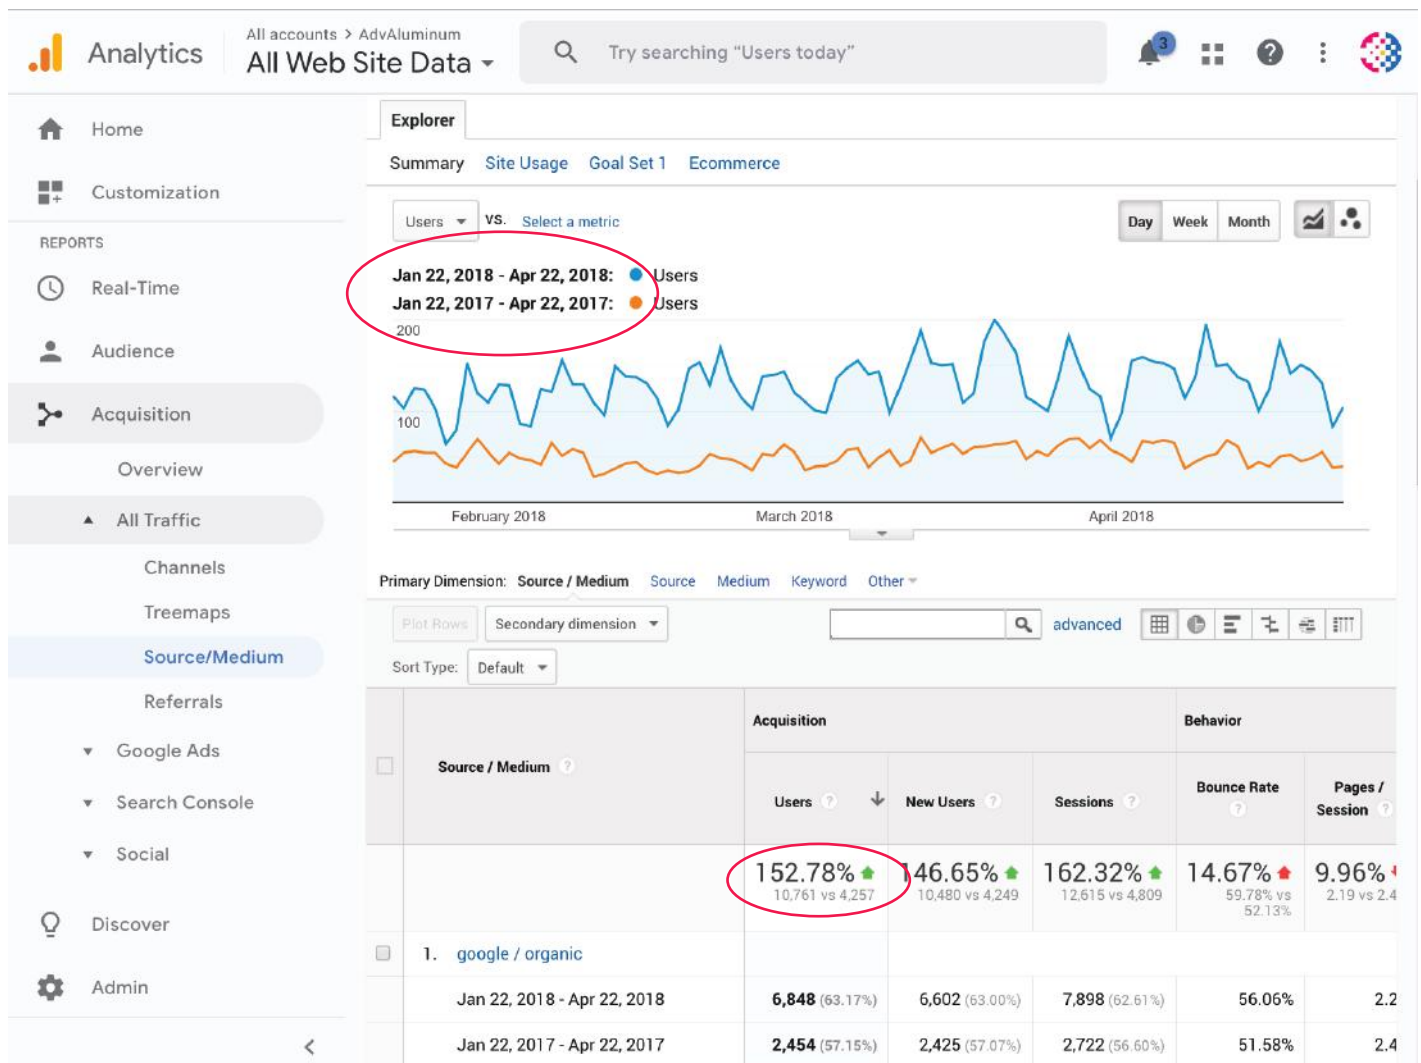 All accounts > AdvAluminum
Analytics
All Web Site Data
Try searching “Users today”
3
Home
Customization
REPORTS
Real-Time
Audience
Acquisition
Overview
All Traffic
Channels
Treemaps
Source/Medium
Referrals
Google Ads
Search Console
Social
Discover
Admin
Explorer
Summary Site Usage Goal Set 1 Ecommerce
Users VS. Select a metric
Day Week Month
Jan 22, 2018 - Apr 22, 2018: Users
Jan 22, 2017 - Apr 22, 2017: Users
200
100
February 2018 March 2018 April 2018
Primary Dimension: Source / Medium Source Medium Keyword Other
Plot Rows Secondary dimension advanced
Sort Type: Default
Acquisition Behavior
Source / Medium ?
Users ? New Users ? Sessions ? Bounce Rate ? Pages / Session ?
152.78% 146.65% 162.32% 14.67% 9.96%
10,761 vs 4,257 10,480 vs 4,249 12,615 vs 4,809 59.78% vs 52.13% 2.19 vs 2.4
1. google / organic
Jan 22, 2018 - Apr 22, 2018 6,848 (63.17%) 6,602 (63.00%) 7,898 (62.61%) 56.06% 2.2
Jan 22, 2017 - Apr 22, 2017 2,454 (57.15%) 2,425 (57.07%) 2,722 (56.60%) 51.58% 2.4